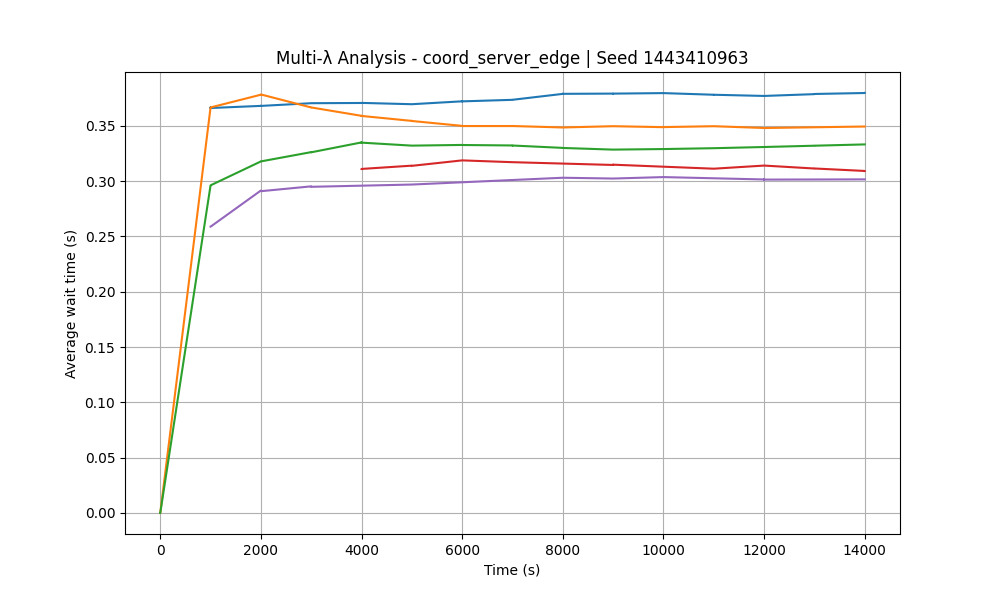 Multi-λ Analysis - coord_server_edge | Seed 1443410963
Average wait time (s)
0.35
0.30
0.25
0.20
0.15
0.10
0.05
0.00
0 2000 4000 6000 8000 10000 12000 14000
Time (s)